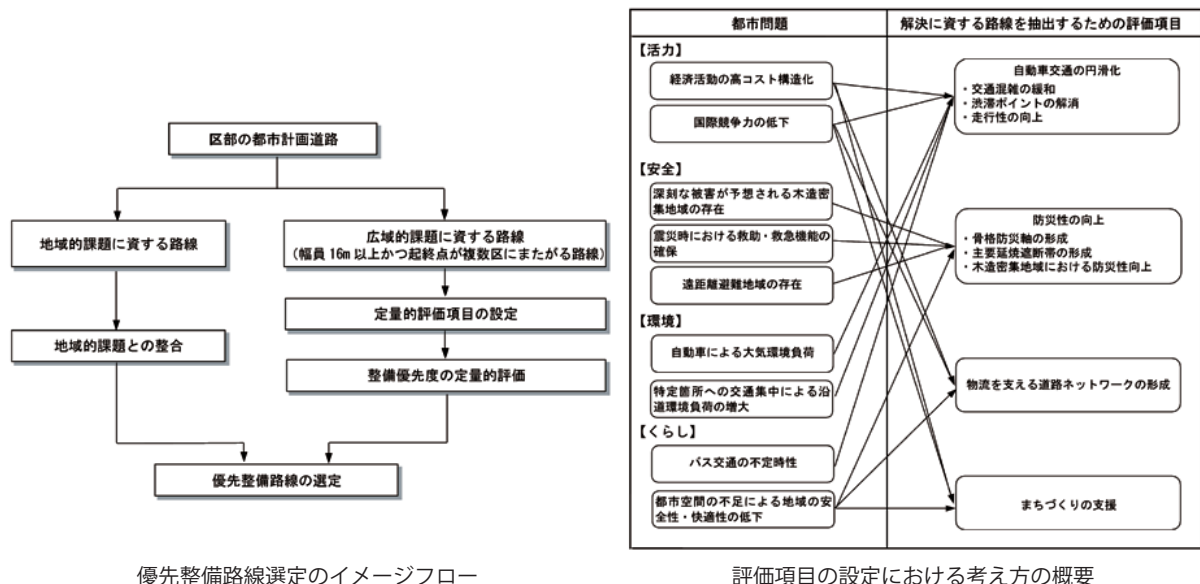 区部の都市計画道路
地域的課題に資する路線
広域的課題に資する路線
(幅員16m以上かつ起終点が複数区にまたがる路線)
定量的評価項目の設定
地域的課題との整合
整備優先度の定量的評価
優先整備路線の選定
優先整備路線選定のイメージフロー
都市問題
解決に資する路線を抽出するための評価項目
【活力】
経済活動の高コスト構造化
国際競争力の低下
【安全】
深刻な被害が予想される木造密
集地域の存在
震災時における救助・救急機能の
確保
遠距離避難地域の存在
【環境】
自動車による大気環境負荷
特定箇所への交通集中による沿
道環境負荷の増大
【くらし】
バス交通の不定時性
都市空間の不足による地域の安
全性・快適性の低下
自動車交通の円滑化
・交通混雑の緩和
・渋滞ポイントの解消
・走行性の向上
防災性の向上
・骨格防災軸の形成
・主要延焼遮断帯の形成
・木造密集地域における防災性向上
物流を支える道路ネットワークの形成
まちづくりの支援
評価項目の設定における考え方の概要